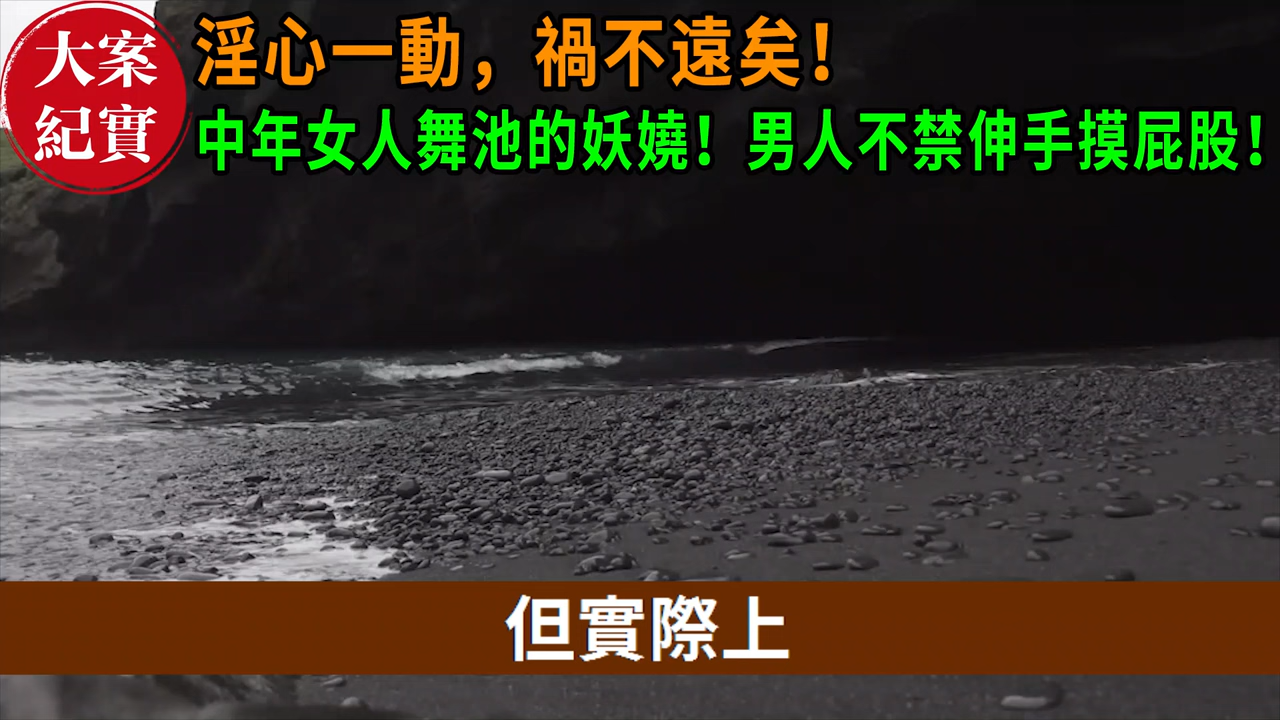 大案
紀實
淫心一動，禍不遠矣！
中年女人舞池的妖嬈！男人不禁伸手摸屁股！
但實際上